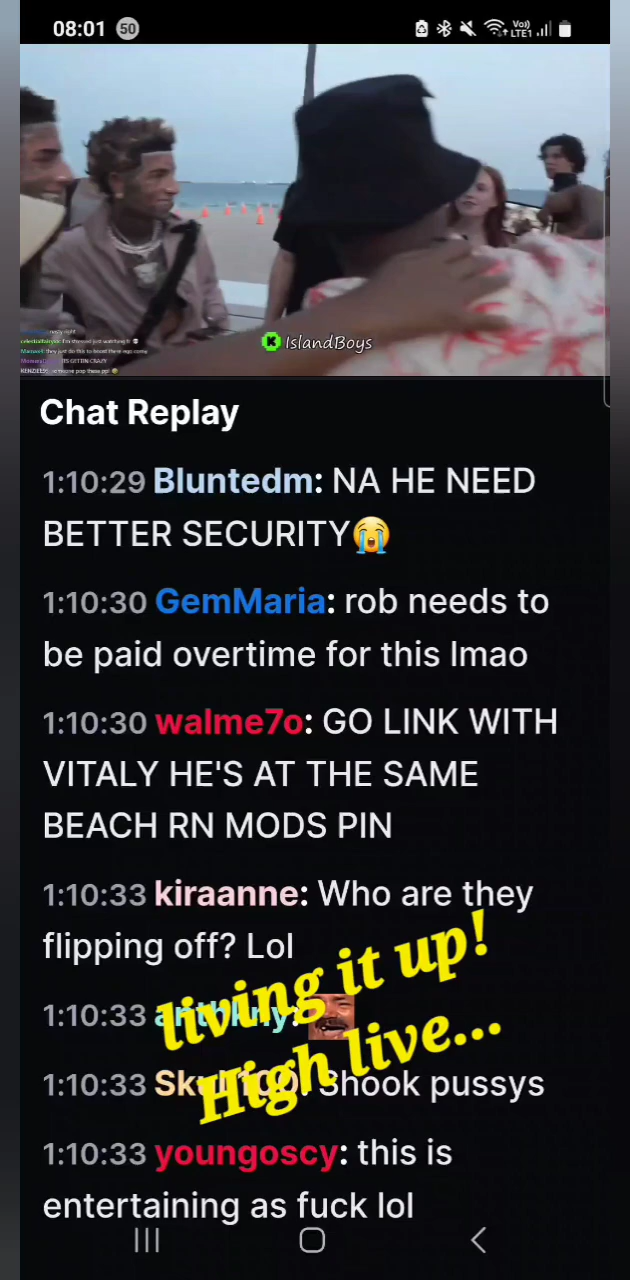 08:01 50
Vo))
LTE1
K IslandBoys
Chat Replay
1:10:29 Bluntedm: NA HE NEED
BETTER SECURITY😭
1:10:30 GemMaria: rob needs to
be paid overtime for this lmao
1:10:30 walme7o: GO LINK WITH
VITALY HE'S AT THE SAME
BEACH RN MODS PIN
1:10:33 kiraanne: Who are they
flipping off? Lol
living it up!
1:10:33
High live...
1:10:33 Shook pussys
1:10:33 youngoscy: this is
entertaining as fuck lol